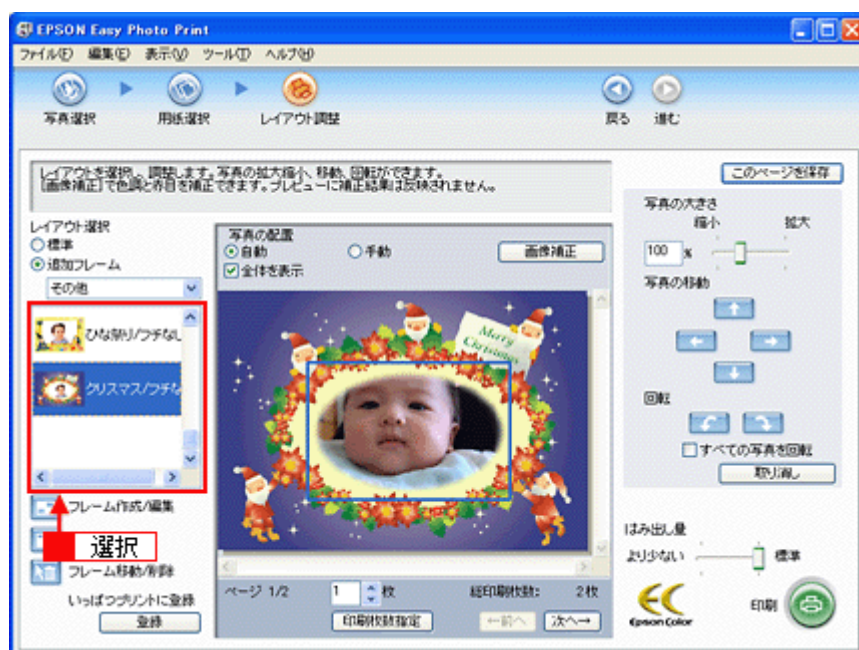 EPSON Easy Photo Print
ファイル(F) 編集(E) 表示(V) ツール(T) ヘルプ(H)
写真選択 用紙選択 レイアウト調整 戻る 進む
レイアウトを選択し、調整します。写真の拡大縮小、移動、回転ができます。
[画像補正]で色調と赤目を補正できます。プレビューに補正結果は反映されません。
このページを保存
レイアウト選択
標準
追加フレーム
その他
ひな祭り/フチなし
クリスマス/フチな
選択
フレーム作成/編集
フレーム移動/削除
いっぱつプリントに登録
登録
写真の配置
自動 手動 画像補正
全体を表示
Merry
Christmas
ページ 1/2 1 枚 総印刷枚数: 2枚
印刷枚数指定 ←前へ 次へ→
写真の大きさ
縮小 拡大
100 %
写真の移動
回転
すべての写真を回転
取り消し
はみ出し量
より少ない 標準
Epson Color 印刷